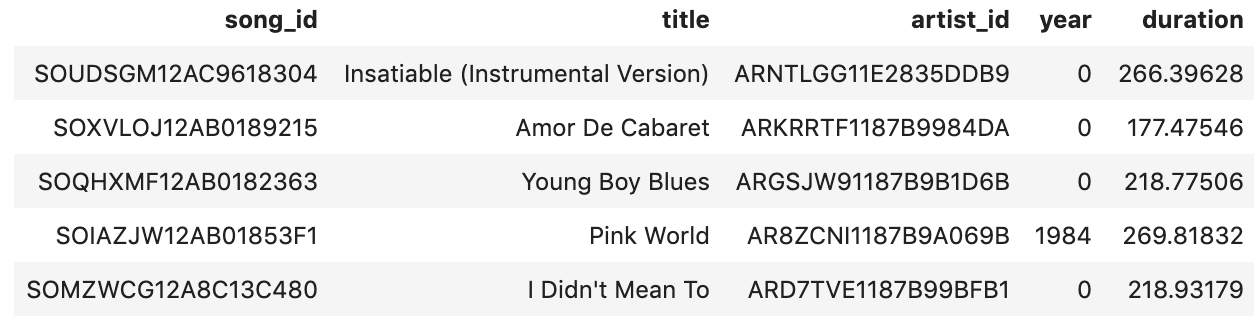 song_id title artist_id year duration
SOUDSGM12AC9618304 Insatiable (Instrumental Version) ARNTLGG11E2835DDB9 0 266.39628
SOXVLOJ12AB0189215 Amor De Cabaret ARKRRTF1187B9984DA 0 177.47546
SOQHXMF12AB0182363 Young Boy Blues ARGSJW91187B9B1D6B 0 218.77506
SOIAZJW12AB01853F1 Pink World AR8ZCNI1187B9A069B 1984 269.81832
SOMZWCG12A8C13C480 I Didn't Mean To ARD7TVE1187B99BFB1 0 218.93179